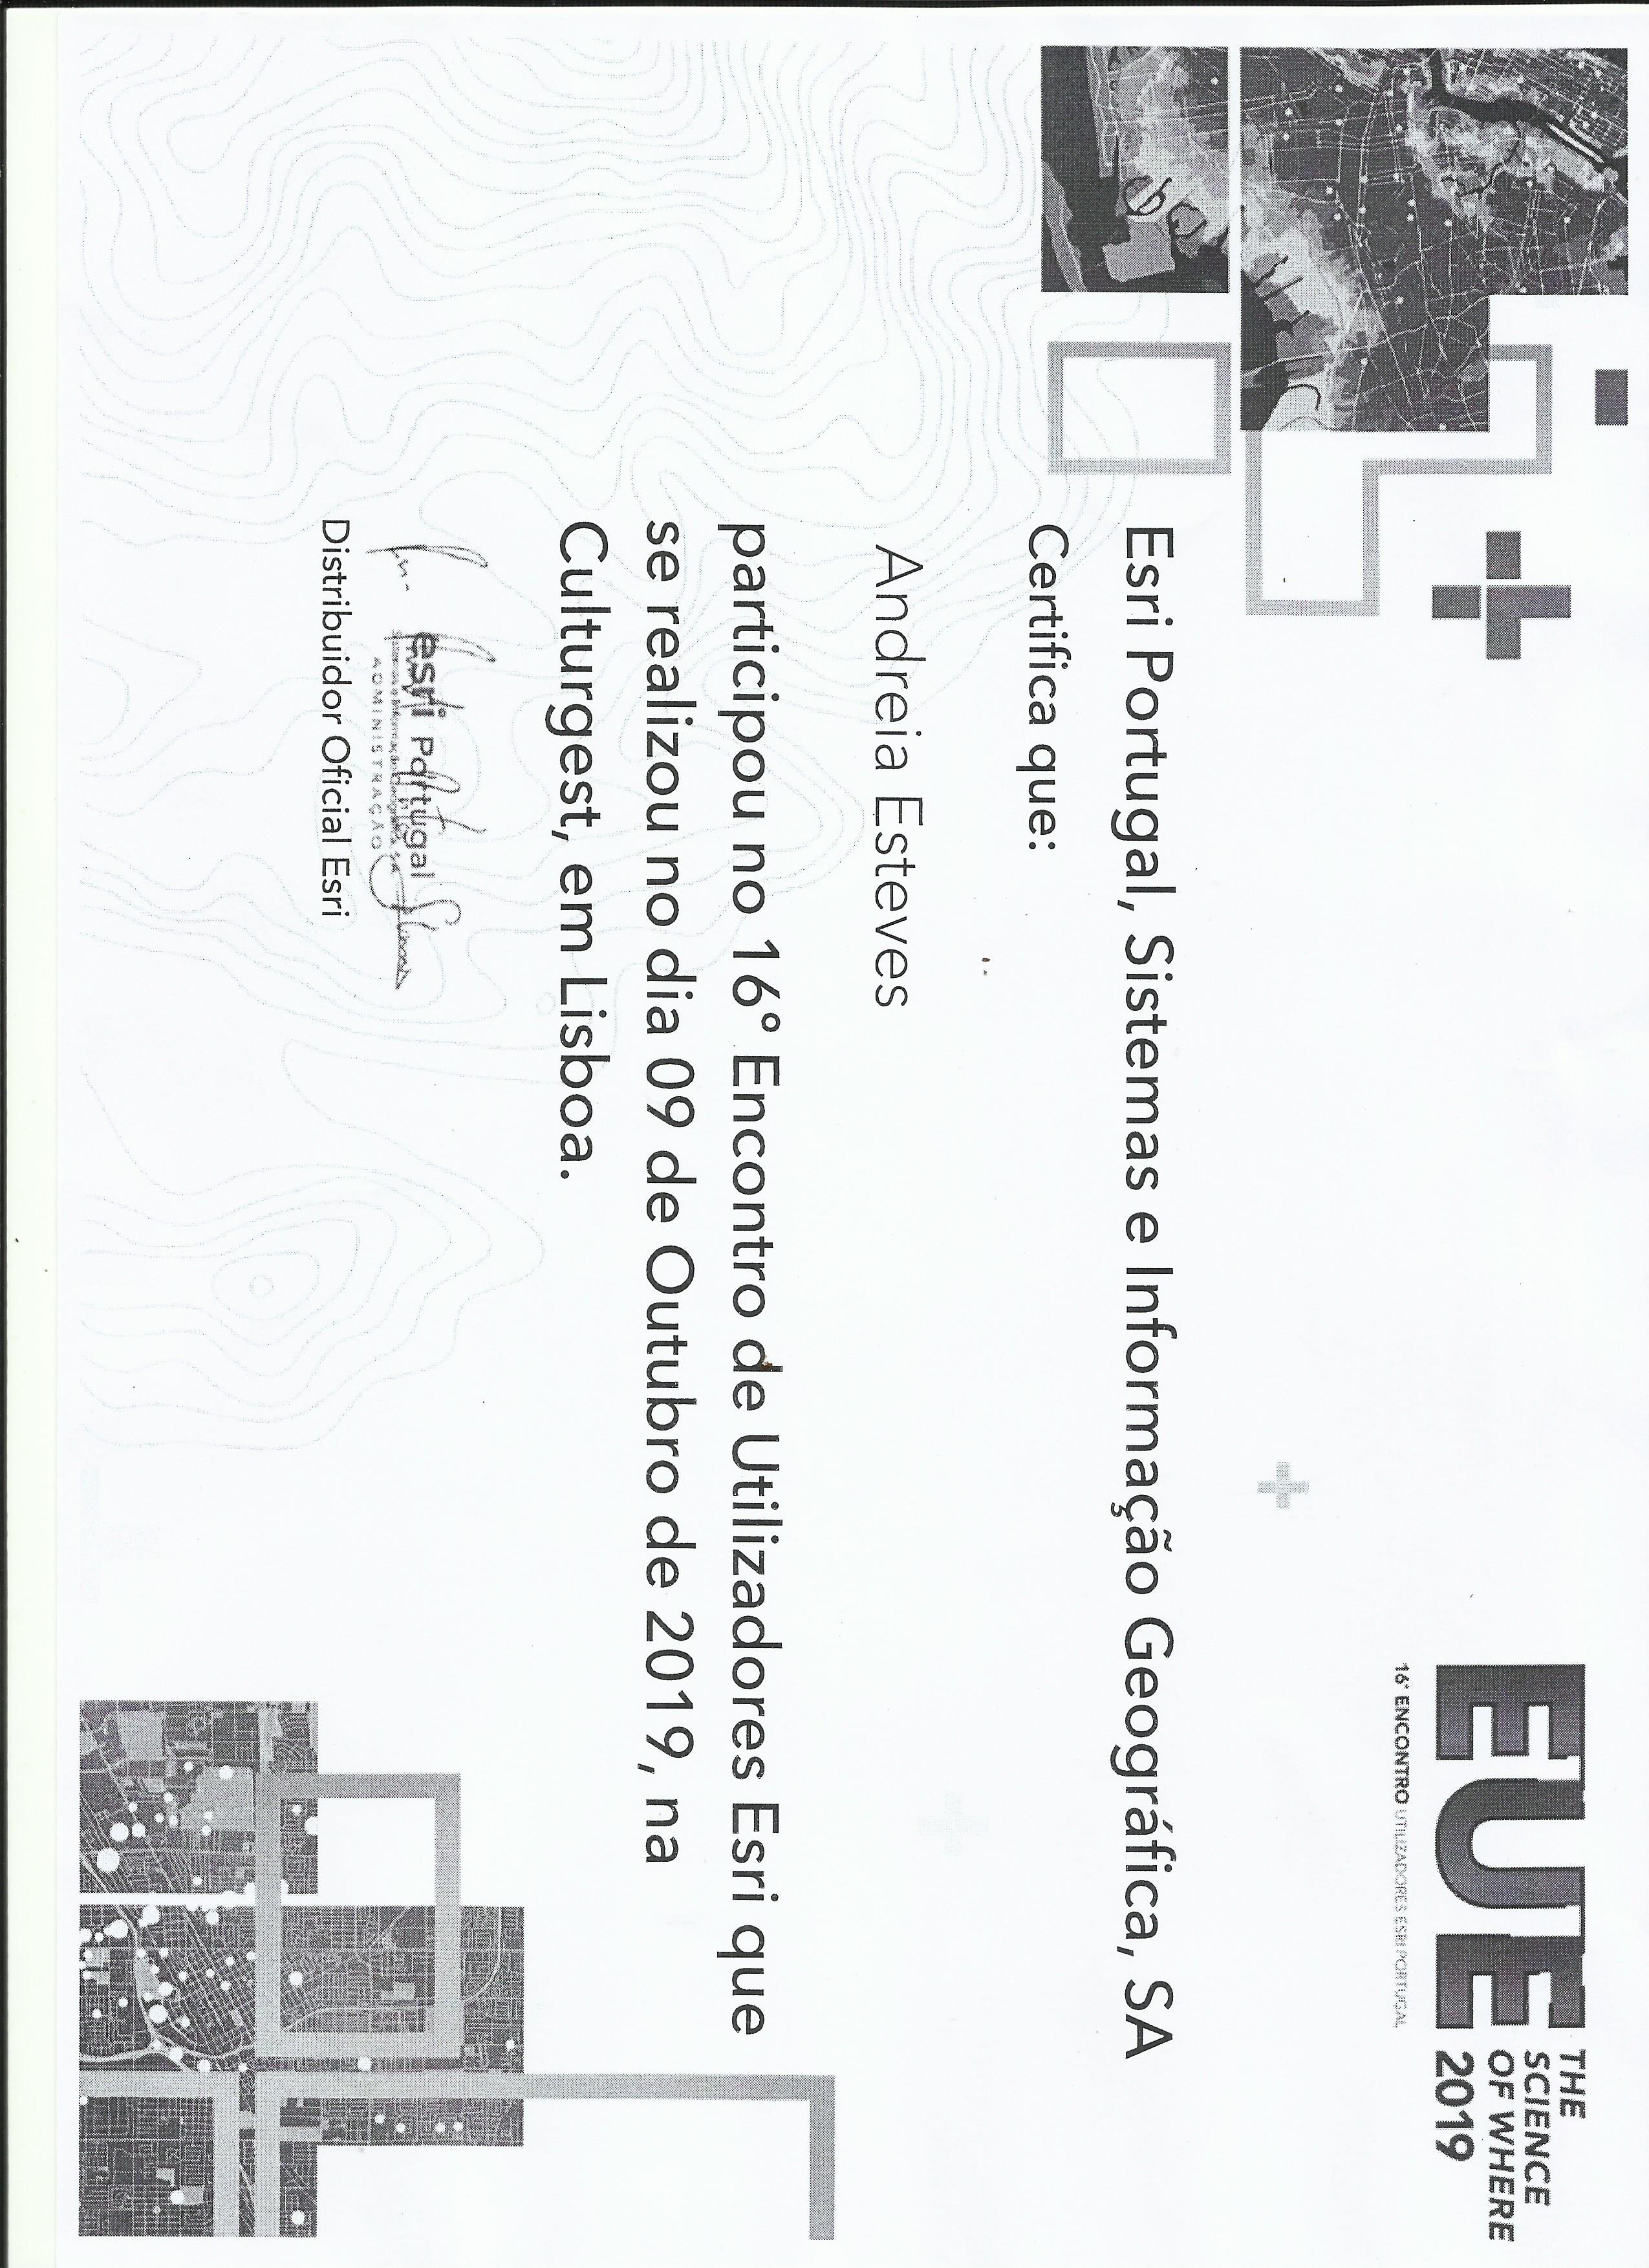 EUE
THE
SCIENCE
OF WHERE
2019
16º ENCONTRO UTILIZADORES ESRI PORTUGAL
Esri Portugal, Sistemas e Informação Geográfica, SA
Certifica que:
Andreia Esteves
participou no 16º Encontro de Utilizadores Esri que
se realizou no dia 09 de Outubro de 2019, na
Culturgest, em Lisboa.
esri Portugal
Sistemas e Informação Geográfica, SA
ADMINISTRAÇÃO
Distribuidor Oficial Esri